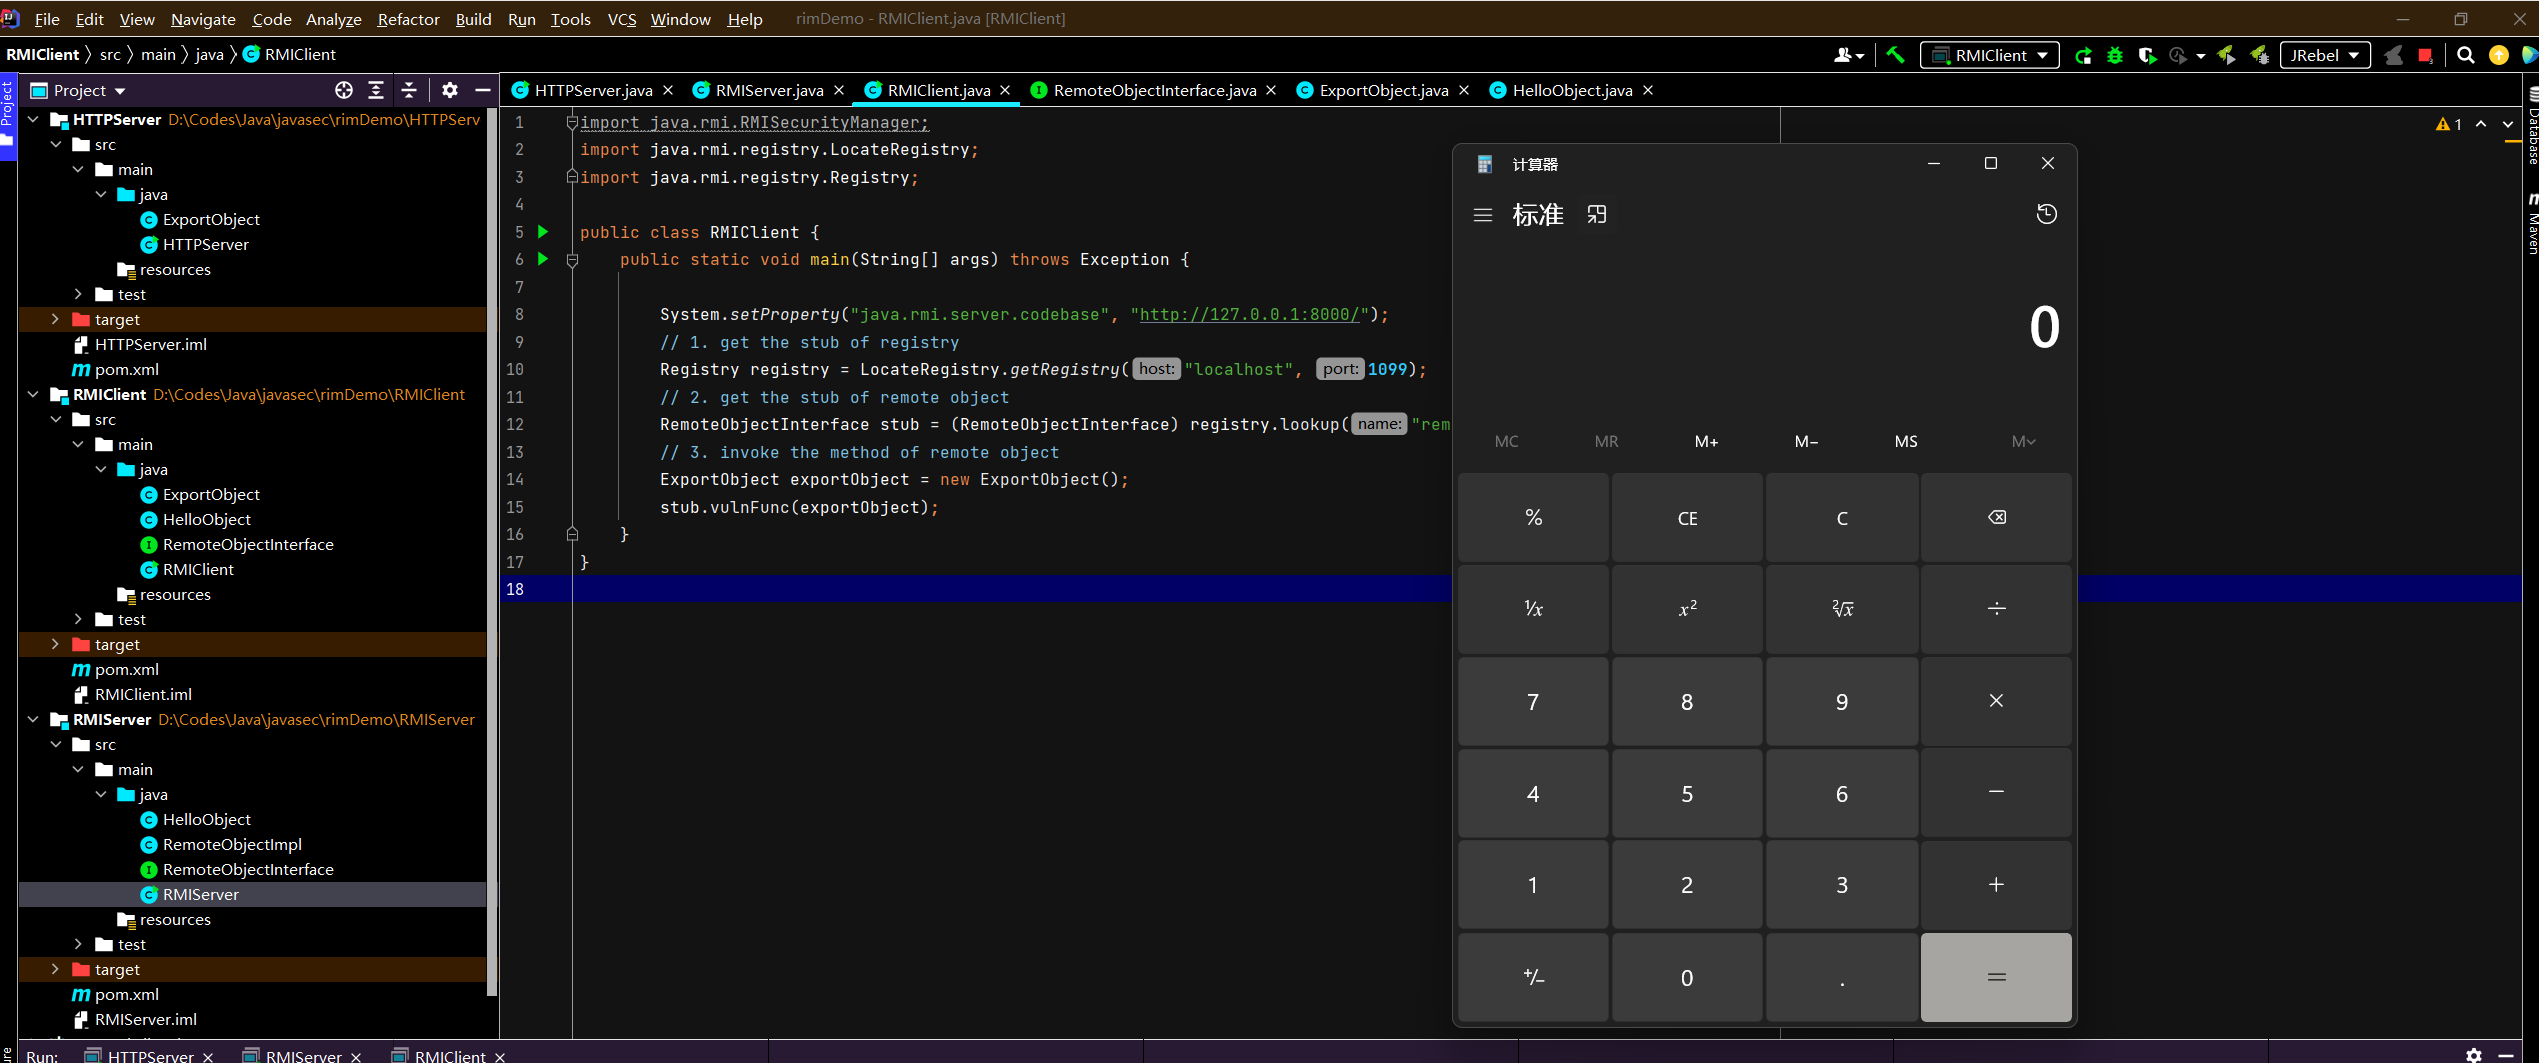 File Edit View Navigate Code Analyze Refactor Build Run Tools VCS Window Help rimDemo - RMIClient.java [RMIClient]
RMIClient src main java RMIClient
RMIClient JRebel
Project
Project
HTTPServer.java RMIServer.java RMIClient.java RemoteObjectInterface.java ExportObject.java HelloObject.java
HTTPServer D:\Codes\Java\javasec\rimDemo\HTTPServ
src
main
java
ExportObject
HTTPServer
resources
test
target
HTTPServer.iml
pom.xml
RMIClient D:\Codes\Java\javasec\rimDemo\RMIClient
src
main
java
ExportObject
HelloObject
RemoteObjectInterface
RMIClient
resources
test
target
pom.xml
RMIClient.iml
RMIServer D:\Codes\Java\javasec\rimDemo\RMIServer
src
main
java
HelloObject
RemoteObjectImpl
RemoteObjectInterface
RMIServer
resources
test
target
pom.xml
RMIServer.iml
1 import java.rmi.RMISecurityManager;
2 import java.rmi.registry.LocateRegistry;
3 import java.rmi.registry.Registry;
4
5 public class RMIClient {
6 public static void main(String[] args) throws Exception {
7
8 System.setProperty("java.rmi.server.codebase", "http://127.0.0.1:8000/");
9 // 1. get the stub of registry
10 Registry registry = LocateRegistry.getRegistry( host: "localhost", port: 1099);
11 // 2. get the stub of remote object
12 RemoteObjectInterface stub = (RemoteObjectInterface) registry.lookup( name: "rem
13 // 3. invoke the method of remote object
14 ExportObject exportObject = new ExportObject();
15 stub.vulnFunc(exportObject);
16 }
17 }
18
1
Database
Maven
计算器
标准
0
MC MR M+ M− MS M
% CE C
¹/x x² ²√x ÷
7 8 9 ×
4 5 6 −
1 2 3 +
+/− 0 . =
Run: HTTPServer RMIServer RMIClient